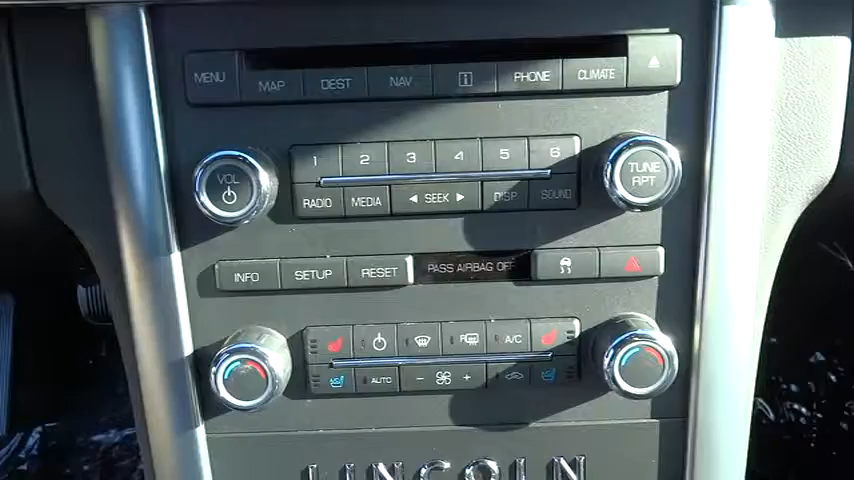 MENU MAP DEST NAV i PHONE CLIMATE
1 2 3 4 5 6
VOL
TUNE
RPT
RADIO MEDIA SEEK DISP SOUND
INFO SETUP RESET PASS AIRBAG OFF
R A/C
AUTO - +
LINCOLN